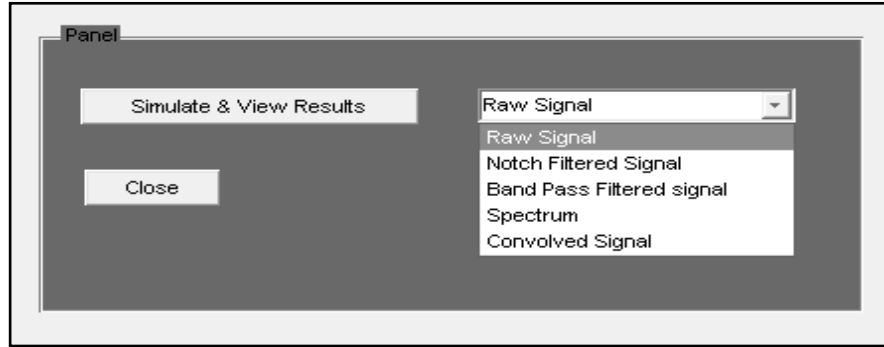 Panel
Simulate & View Results
Raw Signal
Raw Signal
Notch Filtered Signal
Band Pass Filtered signal
Spectrum
Convolved Signal
Close